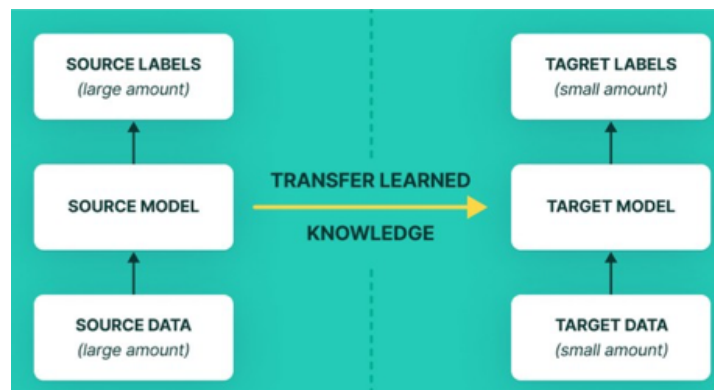 SOURCE LABELS
(large amount)
TAGRET LABELS
(small amount)
SOURCE MODEL
TRANSFER LEARNED
KNOWLEDGE
TARGET MODEL
SOURCE DATA
(large amount)
TARGET DATA
(small amount)